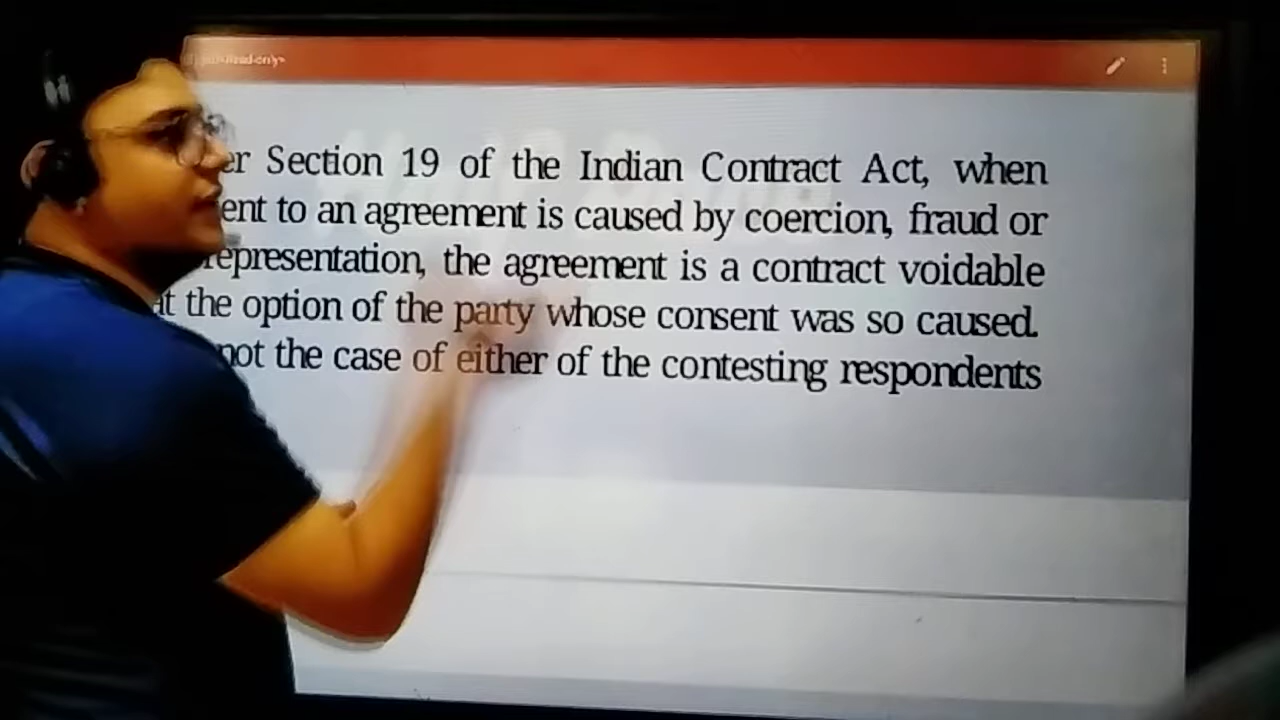 er Section 19 of the Indian Contract Act, when
ent to an agreement is caused by coercion, fraud or
representation, the agreement is a contract voidable
at the option of the party whose consent was so caused.
not the case of either of the contesting respondents